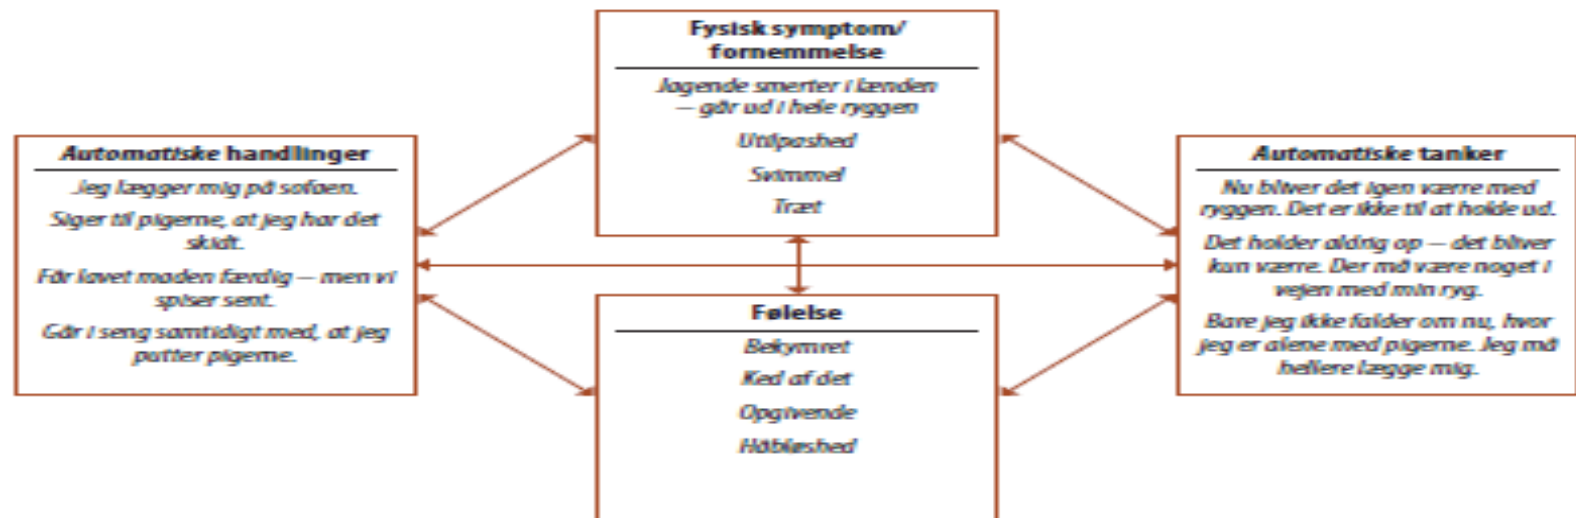 Fysisk symptom/
fornemmelse
Jagende smerter i lænden
– går ud i hele ryggen
Utilpashed
Svimmel
Træt
Automatiske handlinger
Jeg lægger mig på sofaen.
Siger til pigerne, at jeg har det
skidt.
Får lavet maden færdig – men vi
spiser sent.
Går i seng samtidigt med, at jeg
putter pigerne.
Automatiske tanker
Nu bliver det igen værre med
ryggen. Det er ikke til at holde ud.
Det holder aldrig op – det bliver
kun værre. Der må være noget i
vejen med min ryg.
Bare jeg ikke falder om nu, hvor
jeg er alene med pigerne. Jeg må
hellere lægge mig.
Følelse
Bekymret
Ked af det
Opgivende
Håbløshed